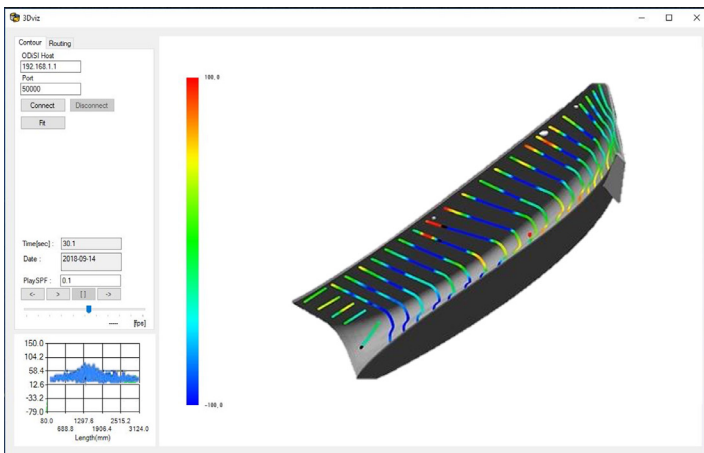 3Dviz
Contour Routing
ODiSI Host
192.168.1.1
Port
50000
Connect Disconnect
Fit
Time[sec] : 30.1
Date : 2018-09-14
PlaySPF : 0.1
<- > [ ] ->
---- [fps]
100.0
-100.0
150.0
104.2
58.4
12.6
-33.2
-79.0
80.0 1297.6 2515.2
688.8 1906.4 3124.0
Length(mm)